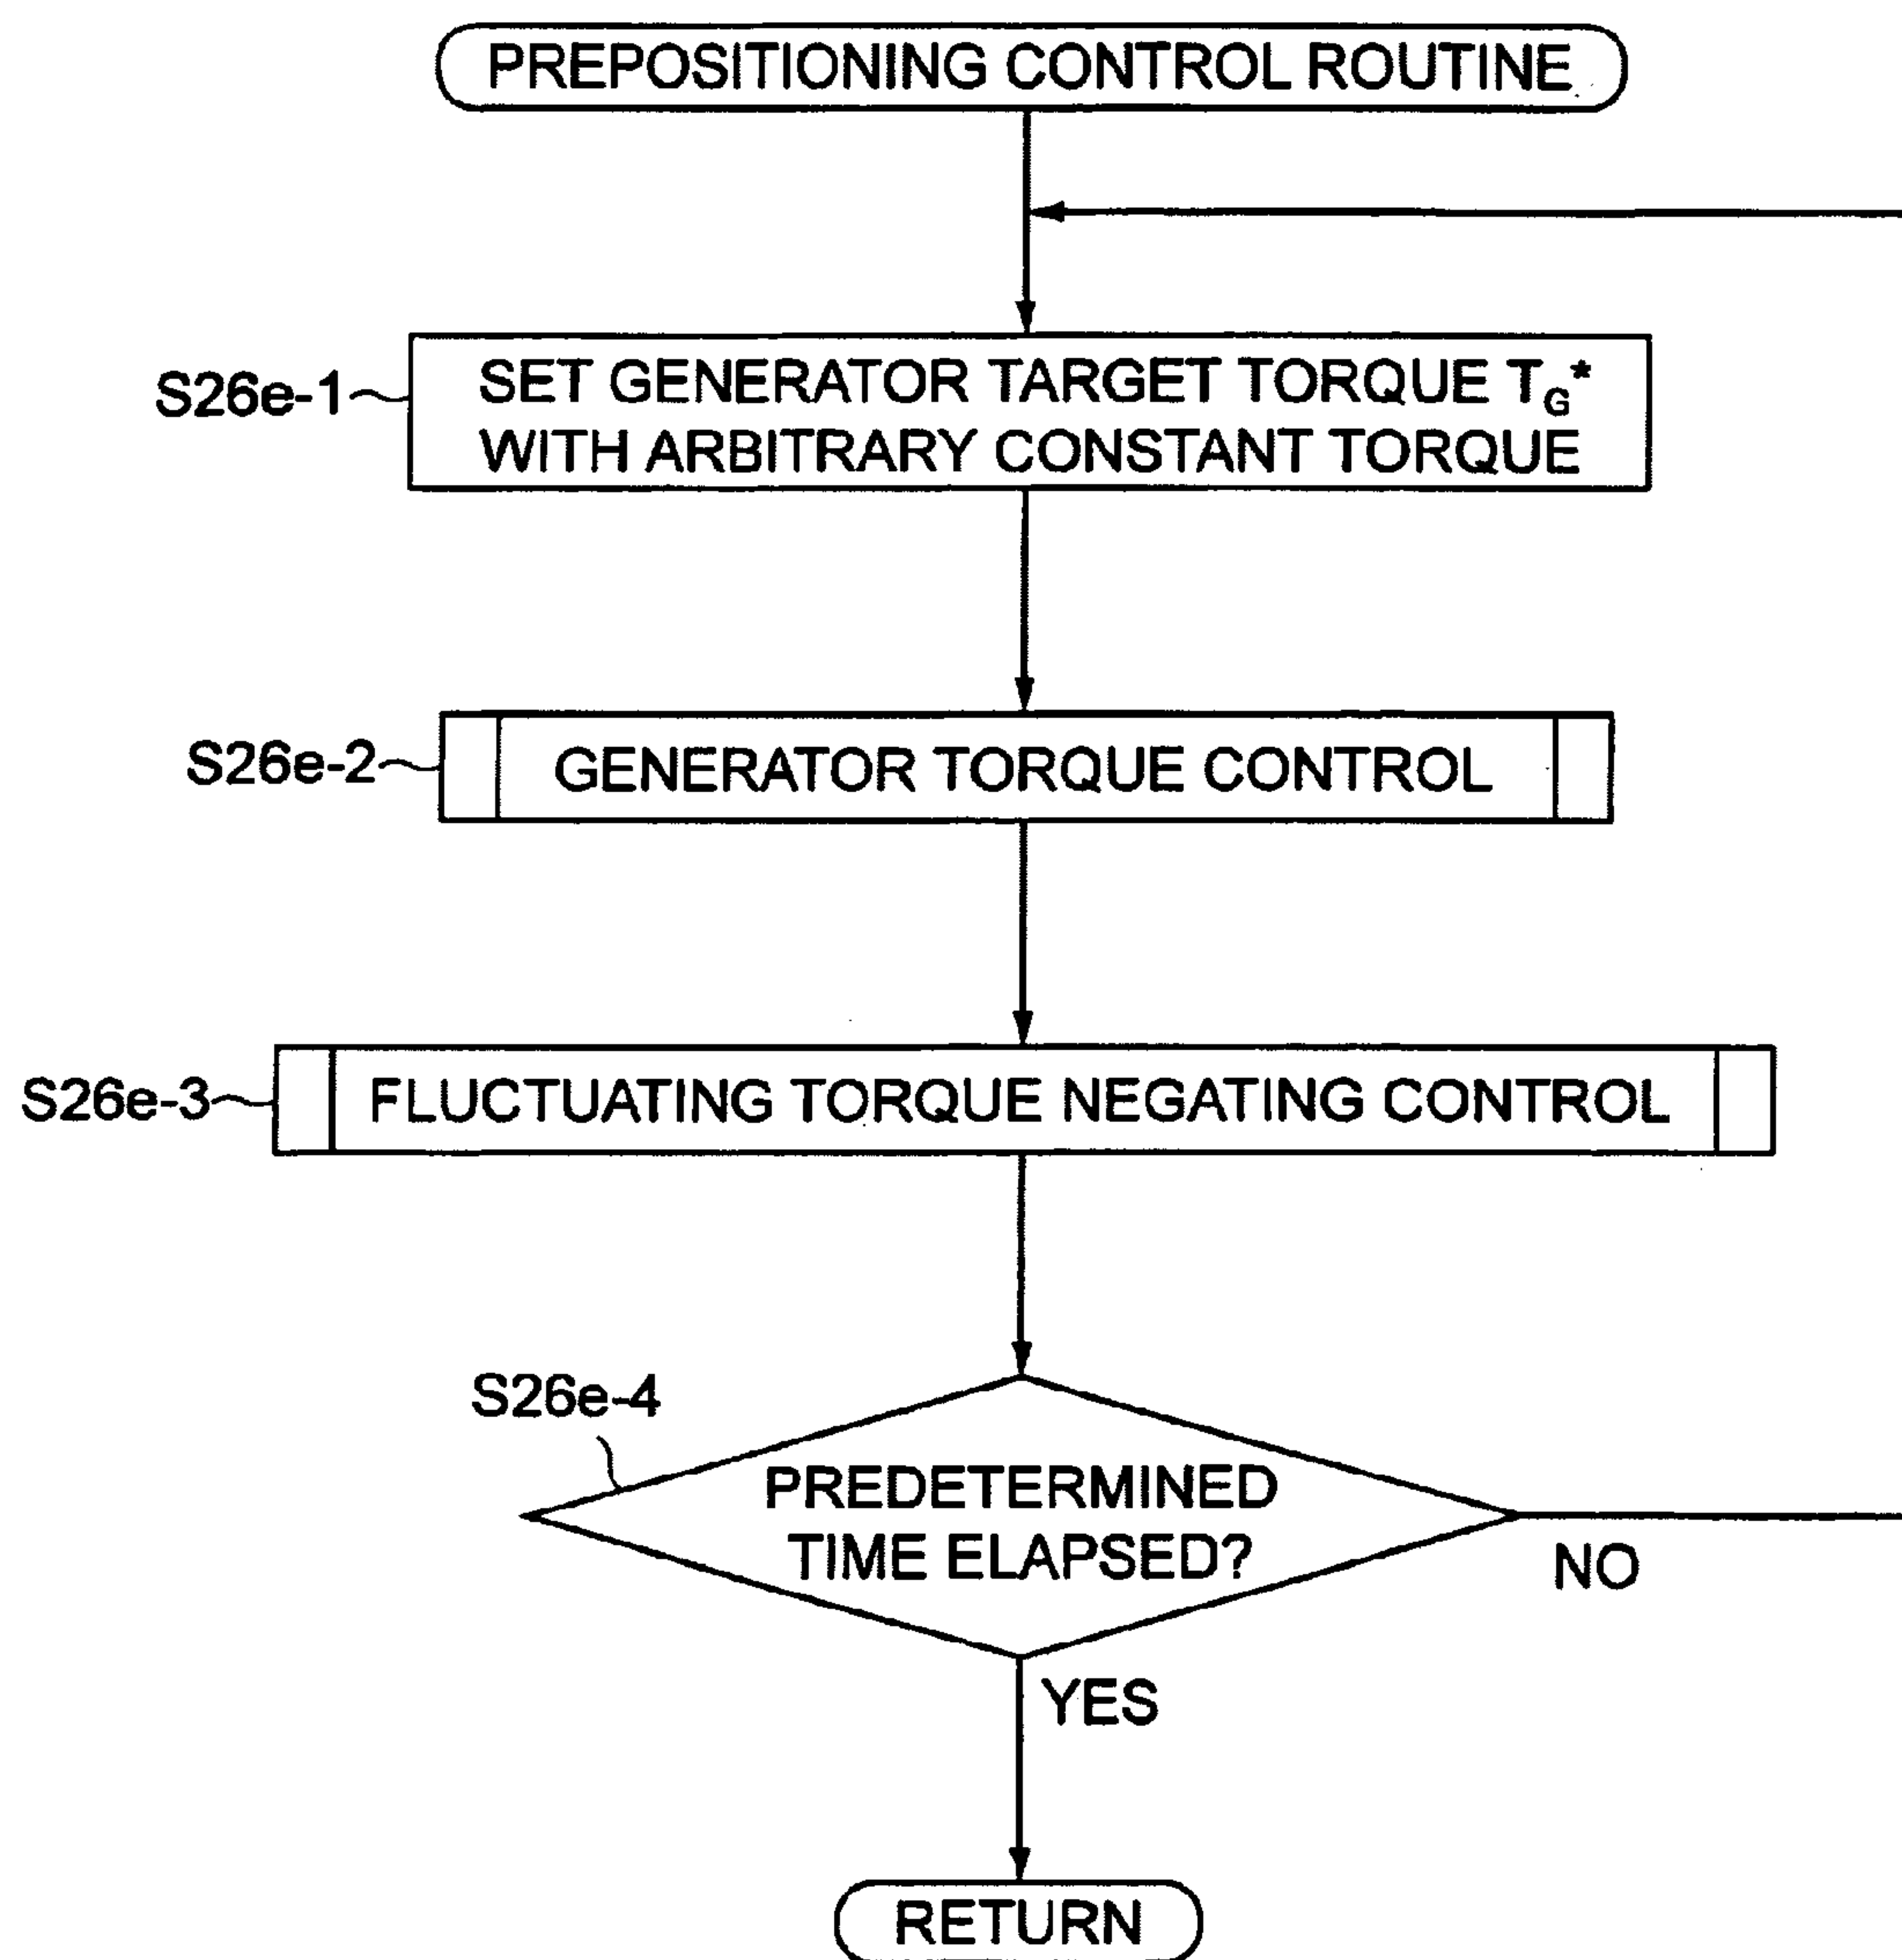 PREPOSITIONING CONTROL ROUTINE
S26e-1
SET GENERATOR TARGET TORQUE TG*
WITH ARBITRARY CONSTANT TORQUE
S26e-2
GENERATOR TORQUE CONTROL
S26e-3
FLUCTUATING TORQUE NEGATING CONTROL
S26e-4
PREDETERMINED
TIME ELAPSED?
NO
YES
RETURN